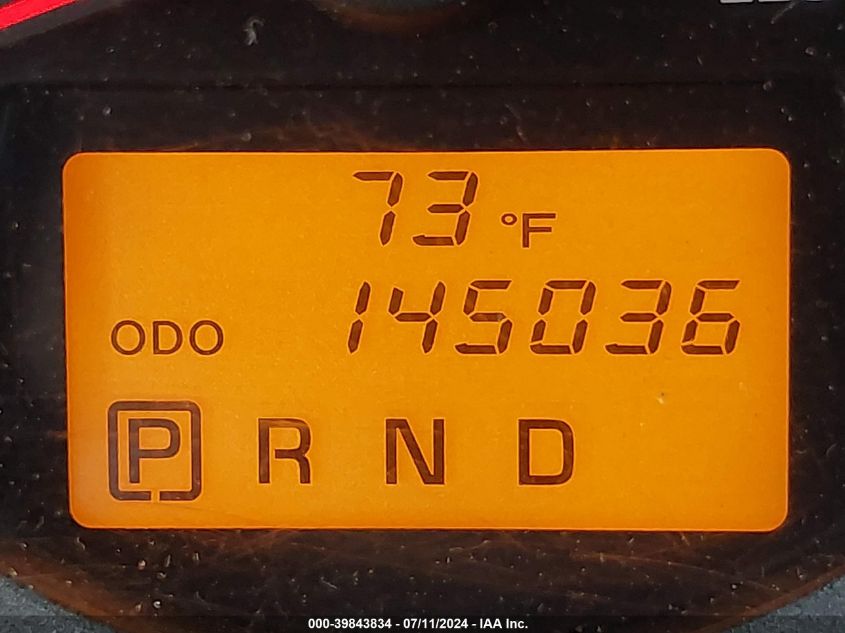 73 °F
ODO 145036
P R N D
000-39843834 - 07/11/2024 - IAA Inc.